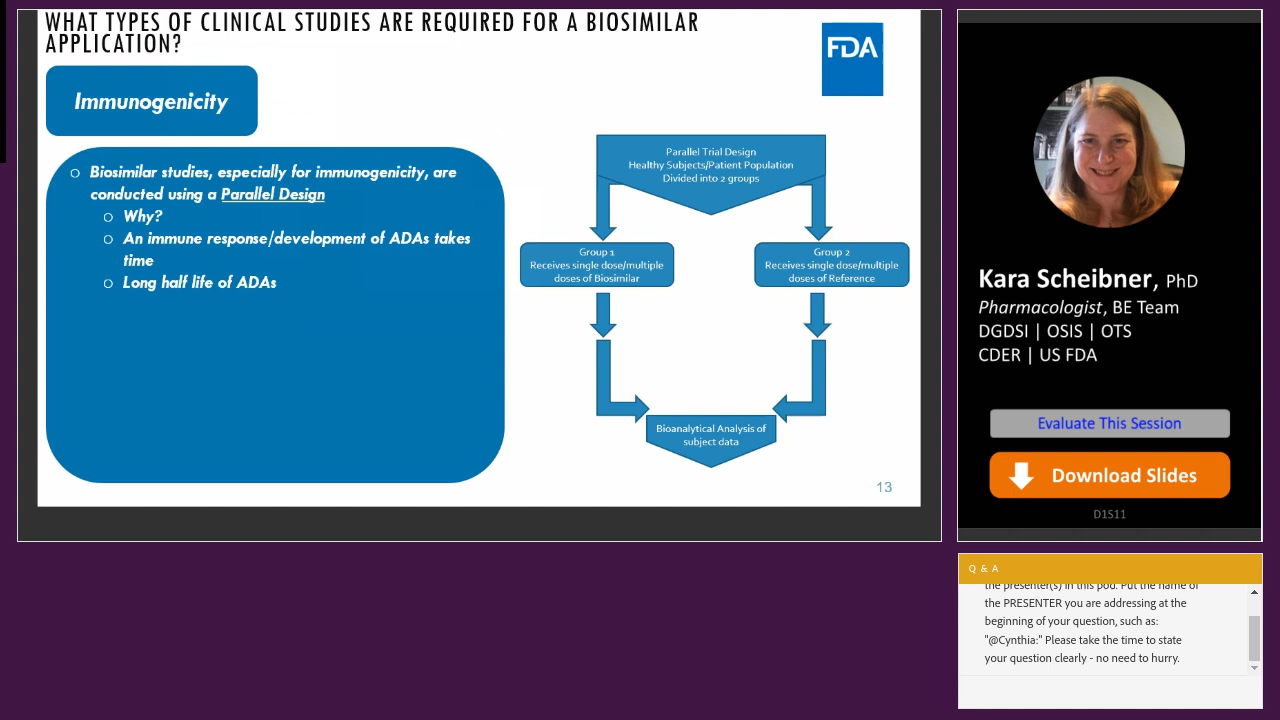 WHAT TYPES OF CLINICAL STUDIES ARE REQUIRED FOR A BIOSIMILAR
APPLICATION?
FDA
Immunogenicity
Biosimilar studies, especially for immunogenicity, are
conducted using a Parallel Design
Why?
An immune response/development of ADAs takes
time
Long half life of ADAs
Parallel Trial Design
Healthy Subjects/Patient Population
Divided into 2 groups
Group 1
Receives single dose/multiple
doses of Biosimilar
Group 2
Receives single dose/multiple
doses of Reference
Bioanalytical Analysis of
subject data
13
Kara Scheibner, PhD
Pharmacologist, BE Team
DGDSI | OSIS | OTS
CDER | US FDA
Evaluate This Session
Download Slides
D1S11
Q & A
the presenter(s) in this pod. Put the name of
the PRESENTER you are addressing at the
beginning of your question, such as:
"@Cynthia:" Please take the time to state
your question clearly - no need to hurry.